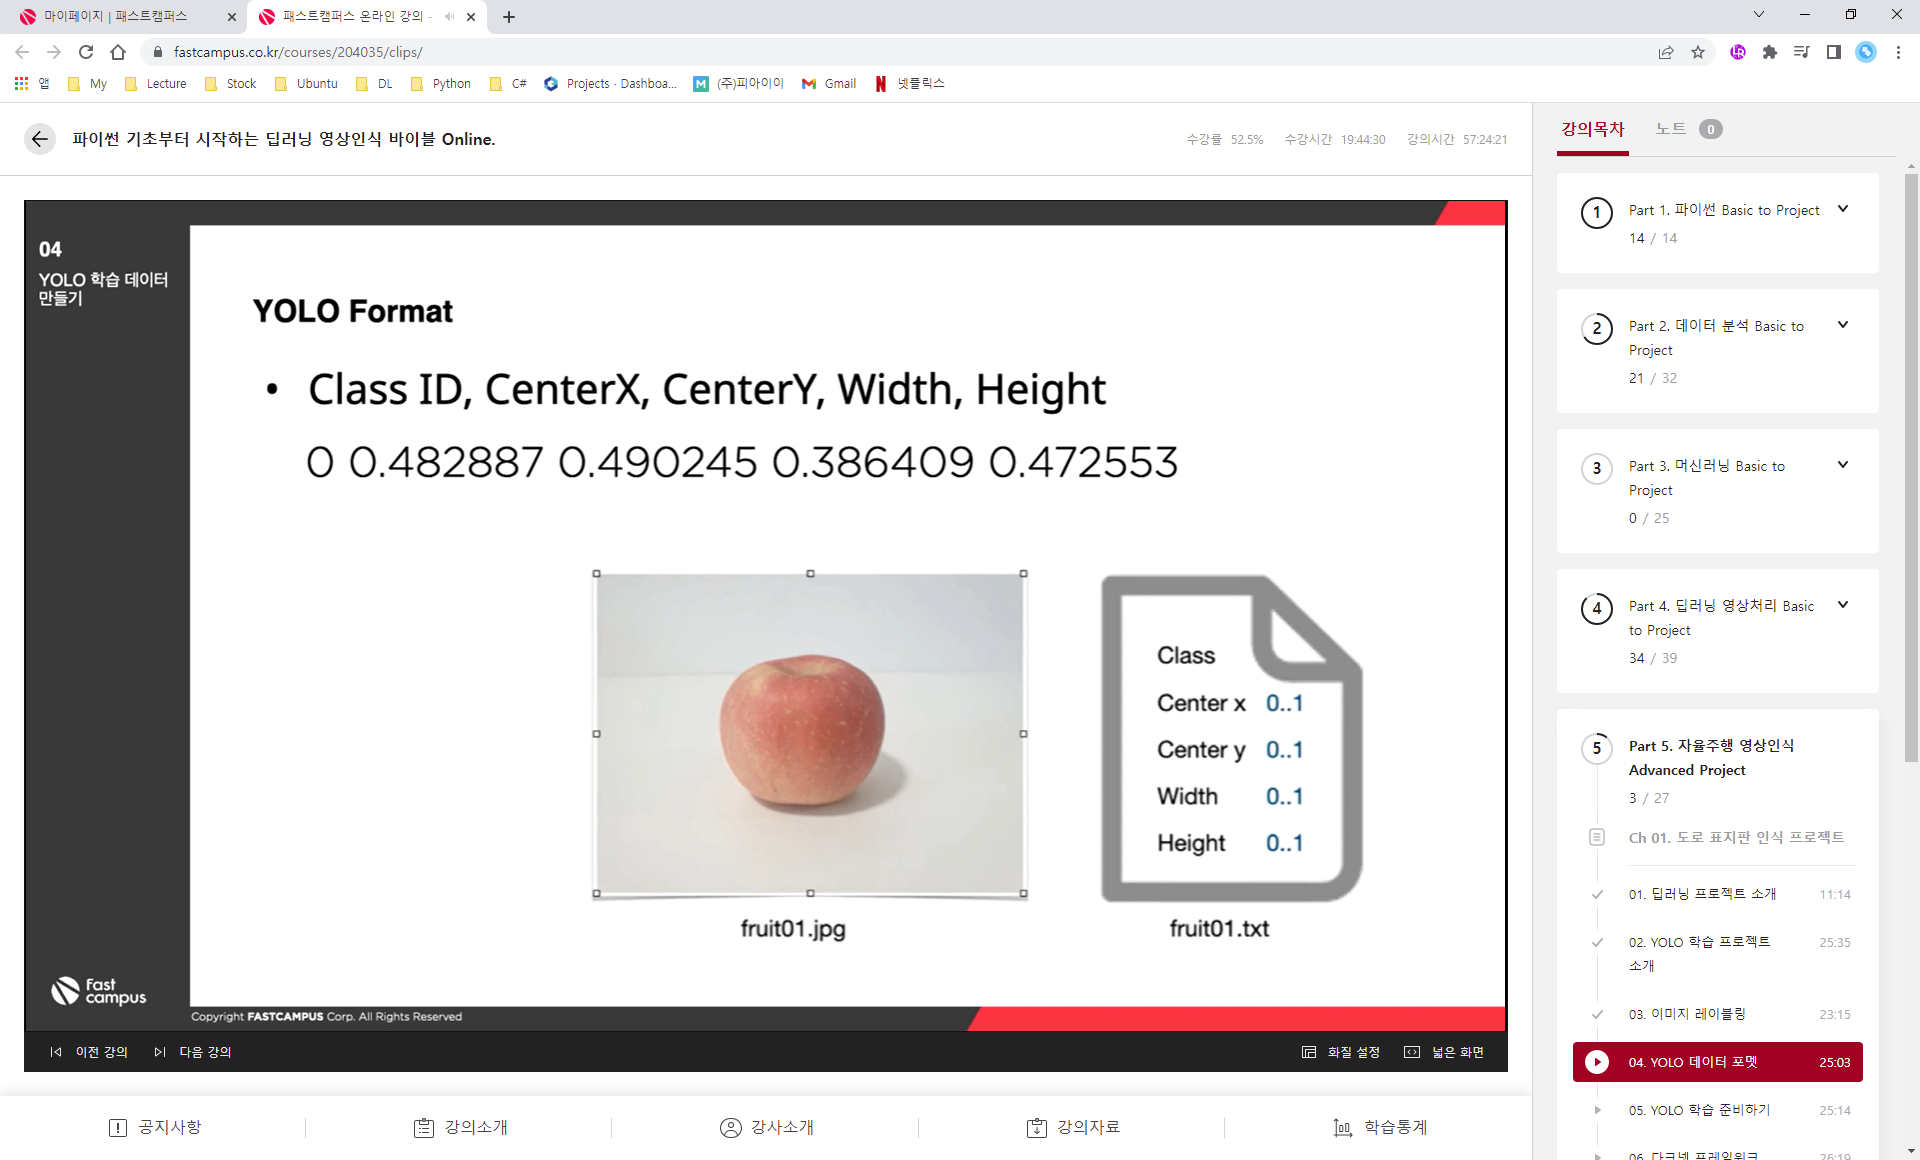 마이페이지 | 패스트캠퍼스
패스트캠퍼스 온라인 강의 -
fastcampus.co.kr/courses/204035/clips/
앱 My Lecture Stock Ubuntu DL Python C# Projects · Dashboa... (주)피아이이 Gmail 넷플릭스
파이썬 기초부터 시작하는 딥러닝 영상인식 바이블 Online.
수강률 52.5% 수강시간 19:44:30 강의시간 57:24:21
04
YOLO 학습 데이터
만들기
YOLO Format
• Class ID, CenterX, CenterY, Width, Height
0 0.482887 0.490245 0.386409 0.472553
Class
Center x 0..1
Center y 0..1
Width 0..1
Height 0..1
fruit01.jpg
fruit01.txt
Fast
campus
Copyright FASTCAMPUS Corp. All Rights Reserved
이전 강의 다음 강의
화질 설정 넓은 화면
공지사항 강의소개 강사소개 강의자료 학습통계
강의목차 노트 0
1 Part 1. 파이썬 Basic to Project
14 / 14
2 Part 2. 데이터 분석 Basic to
Project
21 / 32
3 Part 3. 머신러닝 Basic to
Project
0 / 25
4 Part 4. 딥러닝 영상처리 Basic
to Project
34 / 39
5 Part 5. 자율주행 영상인식
Advanced Project
3 / 27
Ch 01. 도로 표지판 인식 프로젝트
01. 딥러닝 프로젝트 소개 11:14
02. YOLO 학습 프로젝트 25:35
소개
03. 이미지 레이블링 23:15
04. YOLO 데이터 포멧 25:03
05. YOLO 학습 준비하기 25:14
06. 다크넷 프레임워크 26:19